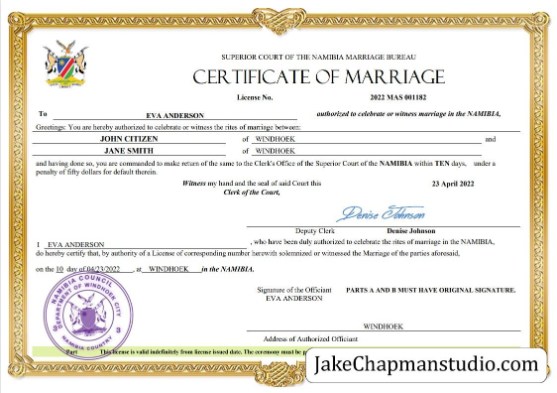 SUPERIOR COURT OF THE NAMIBIA MARRIAGE BUREAU
CERTIFICATE OF MARRIAGE
License No. 2022 MAS 001182
To EVA ANDERSON authorized to celebrate or witness marriage in the NAMIBIA,
Greetings: You are hereby authorized to celebrate or witness the rites of marriage between:
JOHN CITIZEN of WINDHOEK and
JANE SMITH of WINDHOEK
and having done so, you are commanded to make return of the same to the Clerk's Office of the Superior Court of the NAMIBIA within TEN days, under a
penalty of fifty dollars for default therein.
Witness my hand and the seal of said Court this 23 April 2022
Clerk of the Court,
Denise Johnson
Deputy Clerk Denise Johnson
I EVA ANDERSON , who have been duly authorized to celebrate the rites of marriage in the NAMIBIA,
do hereby certify that, by authority of a License of corresponding number herewith solemnized or witnessed the Marriage of the parties aforesaid,
on the 10 day of 04/23/2022 , at WINDHOEK in the NAMIBIA.
Signature of the Officiant PARTS A AND B MUST HAVE ORIGINAL SIGNATURE.
EVA ANDERSON
NAMIBIA COUNCIL
DEPARTMENT OF WINDHOEK CITY
NAMIBIA COUNTRY
WINDHOEK
Address of Authorized Officiant
Part This license is valid indefinitely from license issued date. The ceremony must be
JakeChapmanstudio.com